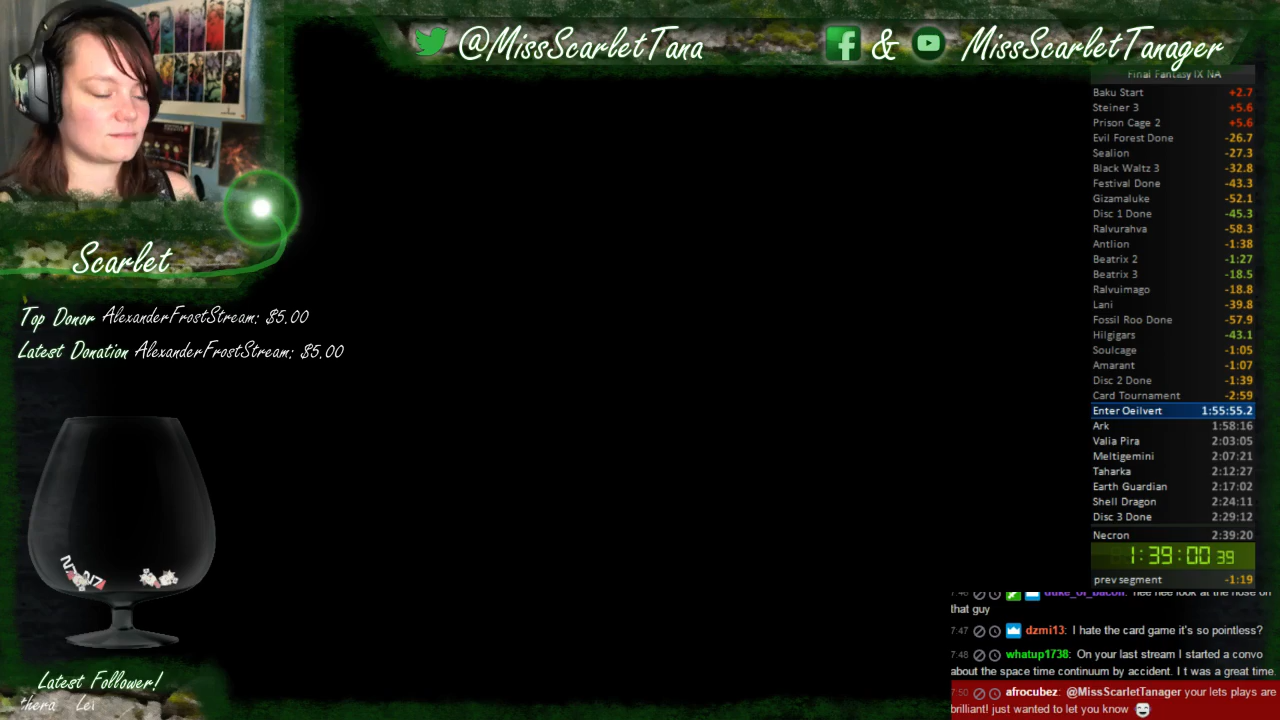 @MissScarletTana & MissScarletTanager
Scarlet
Top Donor AlexanderFrostStream: $5.00
Latest Donation AlexanderFrostStream: $5.00
Latest Follower!
Final Fantasy IX NA
Baku Start +2.7
Steiner 3 +5.6
Prison Cage 2 +5.6
Evil Forest Done -26.7
Sealion -27.3
Black Waltz 3 -32.8
Festival Done -43.3
Gizamaluke -52.1
Disc 1 Done -45.3
Ralvurahva -58.3
Antlion -1:38
Beatrix 2 -1:27
Beatrix 3 -18.5
Ralvuimago -18.8
Lani -39.8
Fossil Roo Done -57.9
Hilgigars -43.1
Soulcage -1:05
Amarant -1:07
Disc 2 Done -1:39
Card Tournament -2:59
Enter Oeilvert 1:55:55.2
Ark 1:58:16
Valia Pira 2:03:05
Meltigemini 2:07:21
Taharka 2:12:27
Earth Guardian 2:17:02
Shell Dragon 2:24:11
Disc 3 Done 2:29:12
Necron 2:39:20
1:39:00 39
prev segment -1:19
7:46 duke_of_bacon: hee hee look at the nose on
that guy
7:47 dzmi13: I hate the card game it's so pointless?
7:48 whatup1738: On your last stream I started a convo
about the space time continuum by accident. I t was a great time.
7:50 afrocubez: @MissScarletTanager your lets plays are
brilliant! just wanted to let you know